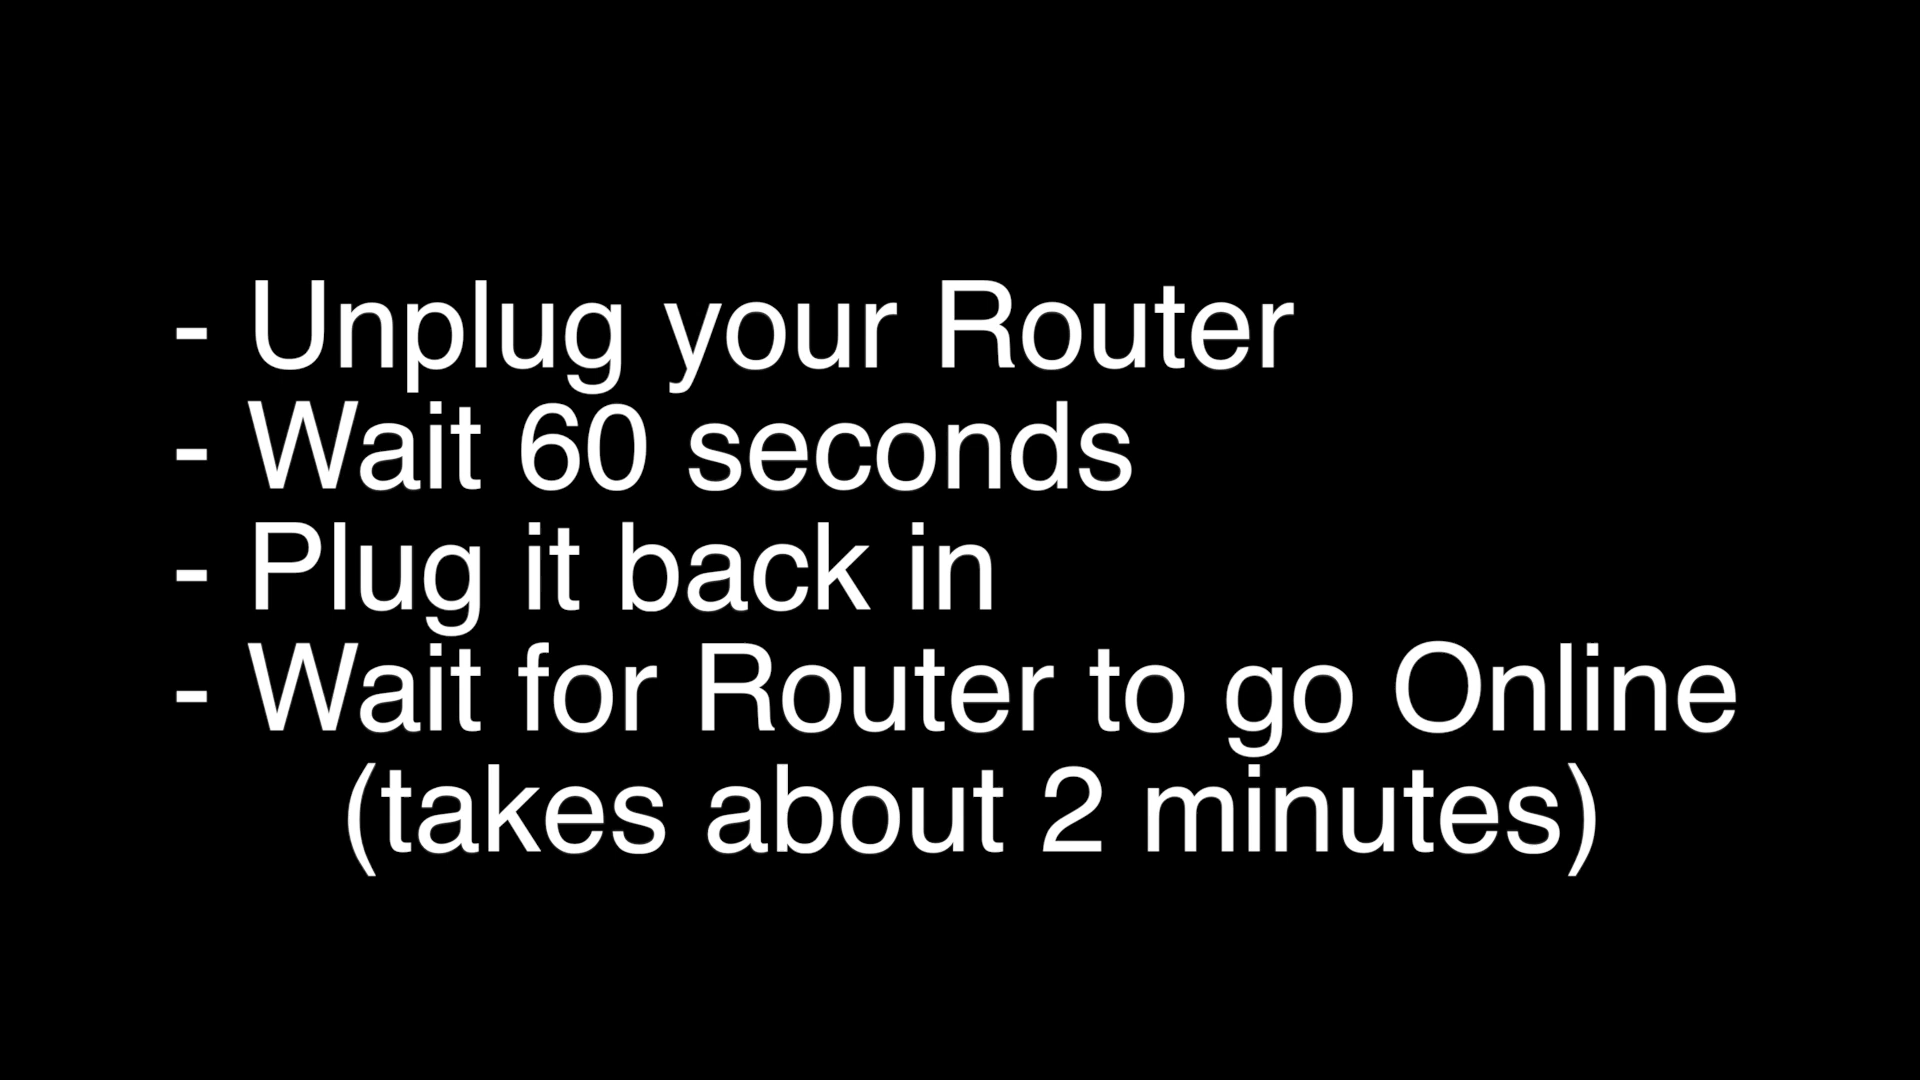 - Unplug your Router
- Wait 60 seconds
- Plug it back in
- Wait for Router to go Online
(takes about 2 minutes)